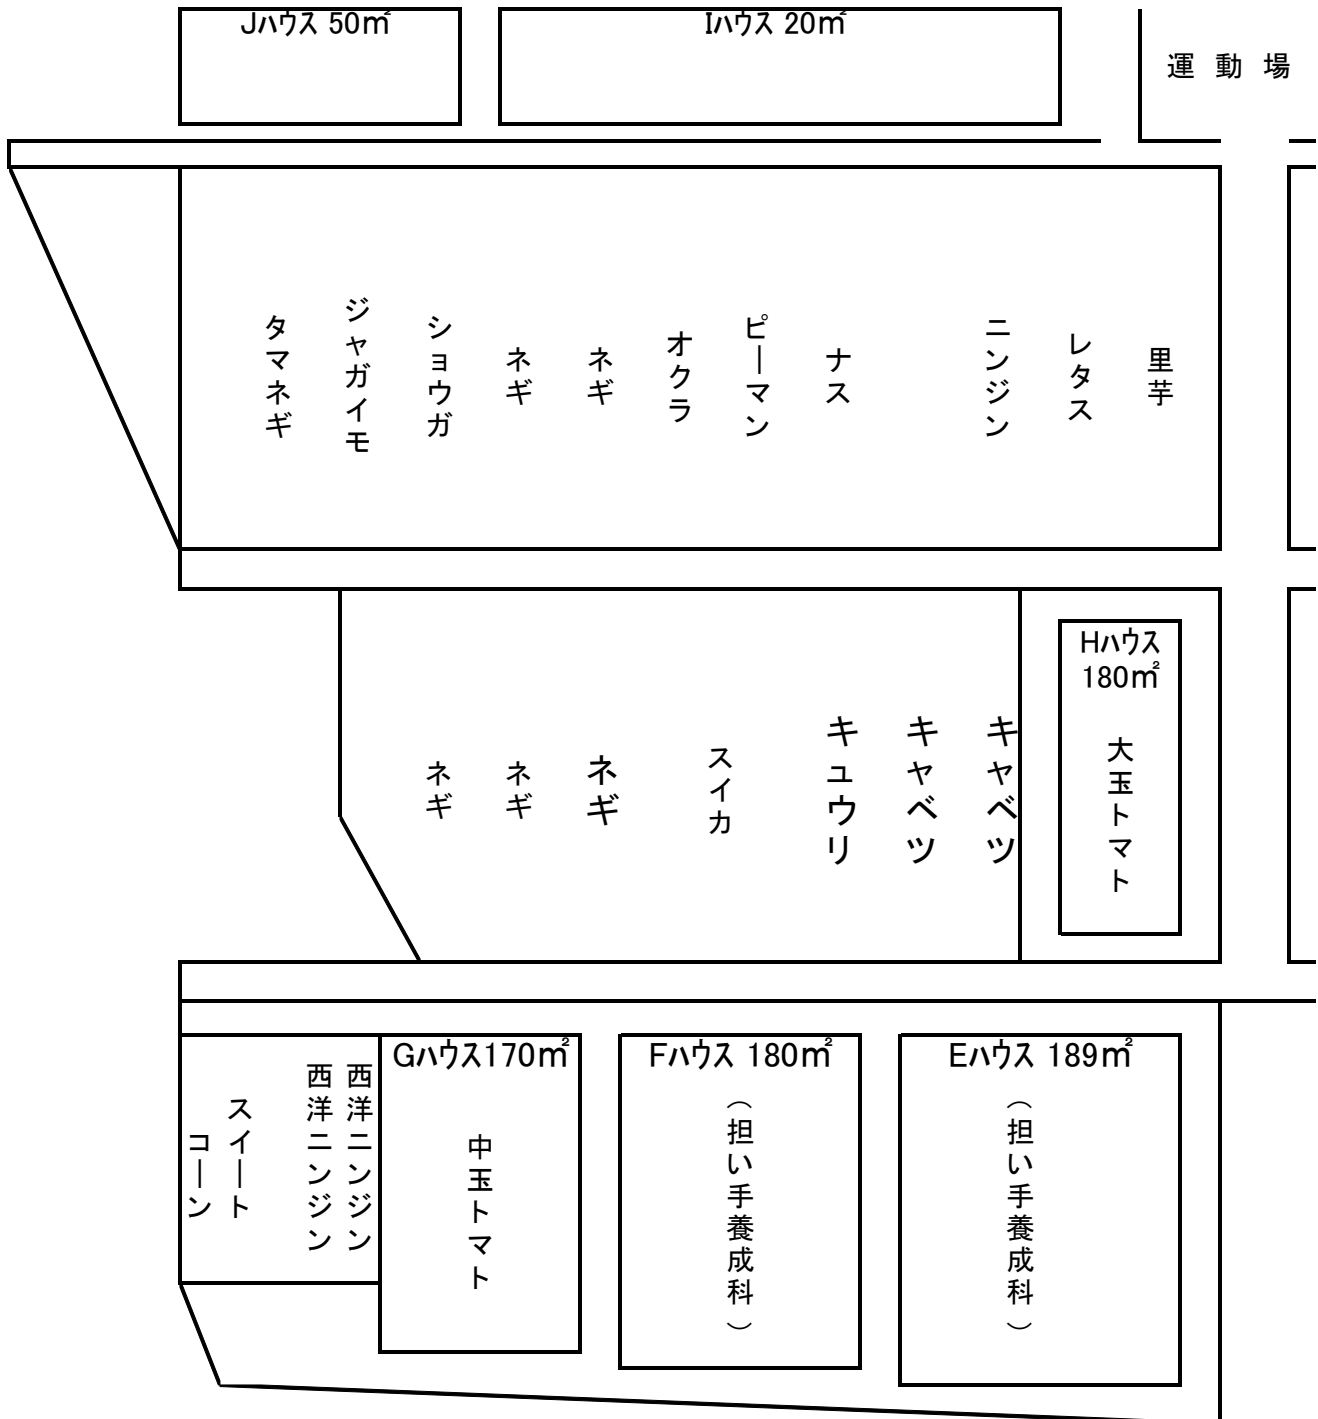 Jハウス 50㎡
Iハウス 20㎡
運動場
タマネギ
ジャガイモ
ショウガ
ネギ
ネギ
オクラ
ピーマン
ナス
ニンジン
レタス
里芋
Hハウス
180㎡
大玉トマト
ネギ
ネギ
ネギ
スイカ
キュウリ
キャベツ
キャベツ
Gハウス170㎡
中玉トマト
Fハウス 180㎡
（担い手養成科）
Eハウス 189㎡
（担い手養成科）
スイート
コーン
西洋ニンジン
西洋ニンジン